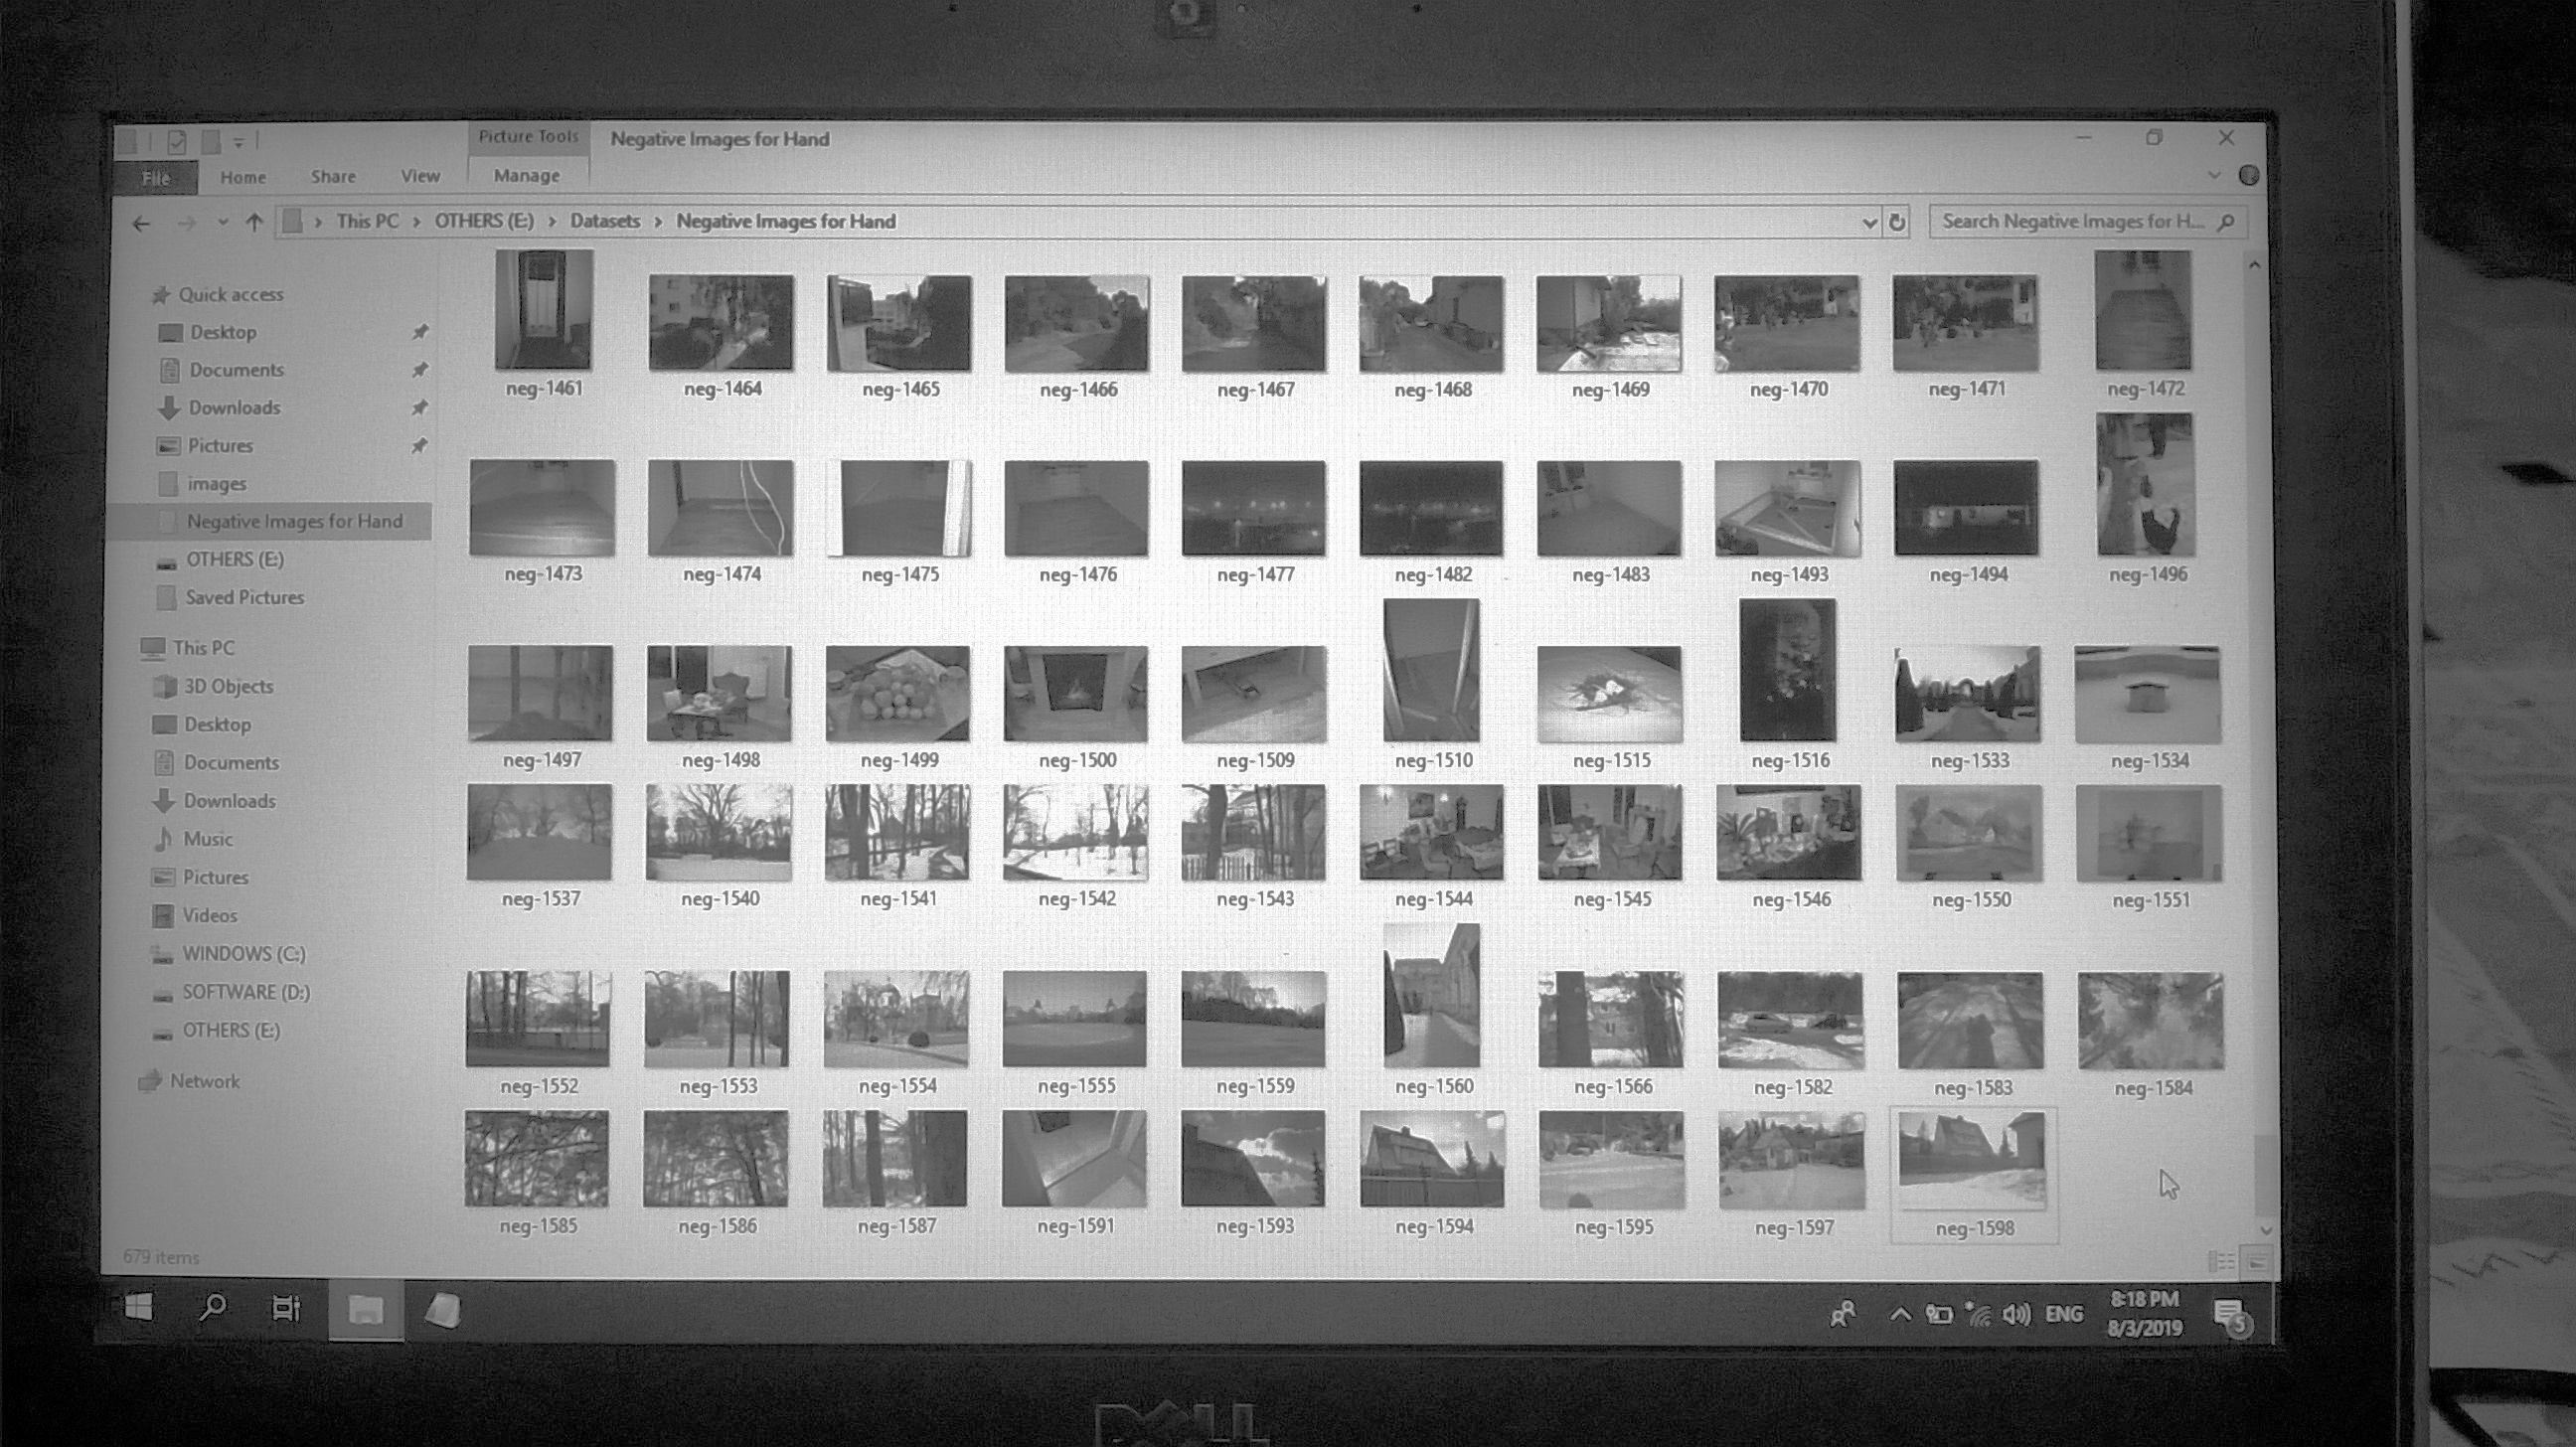 Picture Tools Negative Images for Hand
File Home Share View Manage
This PC OTHERS (E:) Datasets Negative Images for Hand Search Negative Images for H...
Quick access
Desktop
Documents
Downloads
Pictures
images
Negative Images for Hand
OTHERS (E:)
Saved Pictures
This PC
3D Objects
Desktop
Documents
Downloads
Music
Pictures
Videos
WINDOWS (C:)
SOFTWARE (D:)
OTHERS (E:)
Network
neg-1461 neg-1464 neg-1465 neg-1466 neg-1467 neg-1468 neg-1469 neg-1470 neg-1471 neg-1472
neg-1473 neg-1474 neg-1475 neg-1476 neg-1477 neg-1482 neg-1483 neg-1493 neg-1494 neg-1496
neg-1497 neg-1498 neg-1499 neg-1500 neg-1509 neg-1510 neg-1515 neg-1516 neg-1533 neg-1534
neg-1537 neg-1540 neg-1541 neg-1542 neg-1543 neg-1544 neg-1545 neg-1546 neg-1550 neg-1551
neg-1552 neg-1553 neg-1554 neg-1555 neg-1559 neg-1560 neg-1566 neg-1582 neg-1583 neg-1584
neg-1585 neg-1586 neg-1587 neg-1591 neg-1593 neg-1594 neg-1595 neg-1597 neg-1598
679 items
ENG
8:18 PM
8/3/2019
5
DELL